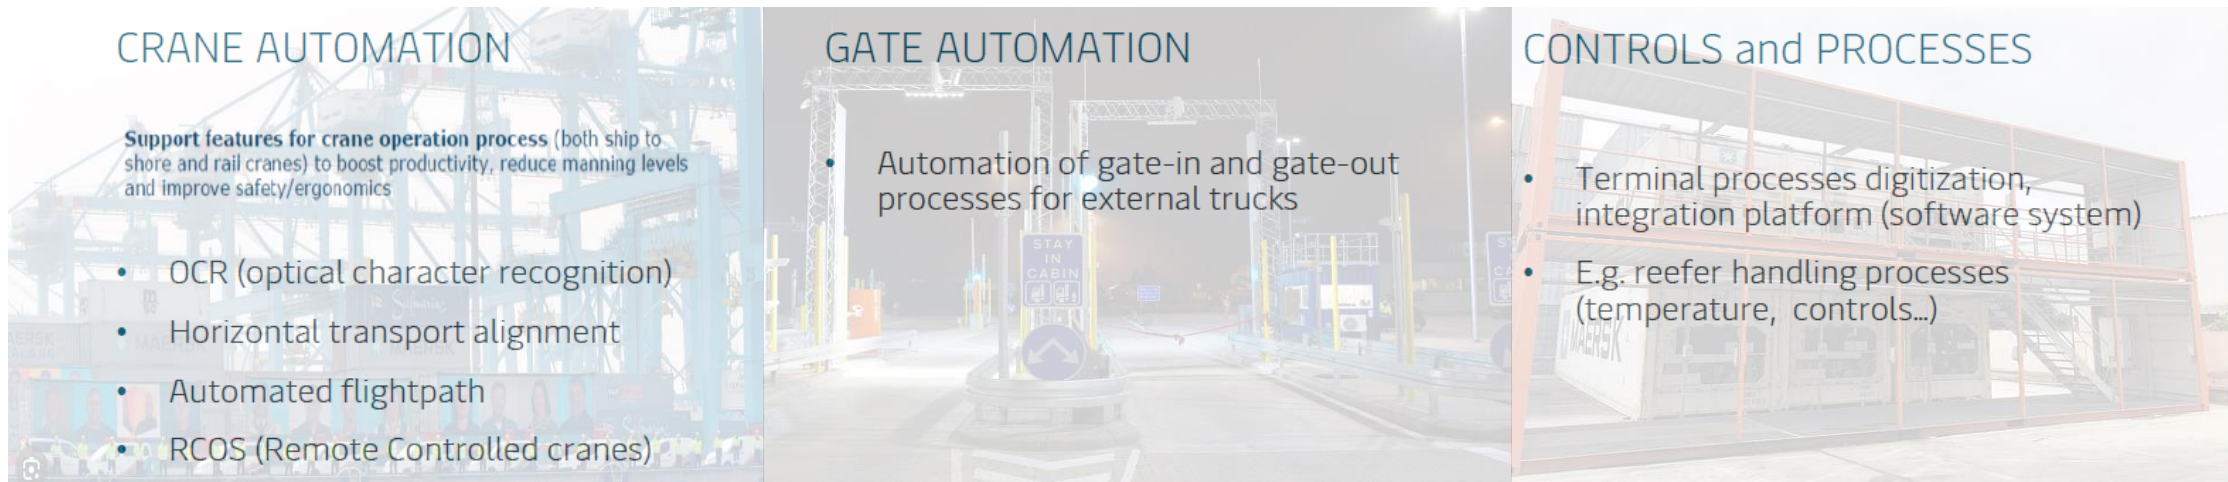 CRANE AUTOMATION
Support features for crane operation process (both ship to
shore and rail cranes) to boost productivity, reduce manning levels
and improve safety/ergonomics
• OCR (optical character recognition)
• Horizontal transport alignment
• Automated flightpath
• RCOS (Remote Controlled cranes)
MAERSK
GATE AUTOMATION
• Automation of gate-in and gate-out
processes for external trucks
STAY
IN
CABIN
CONTROLS and PROCESSES
• Terminal processes digitization,
integration platform (software system)
• E.g. reefer handling processes
(temperature, controls...)
MAERSK